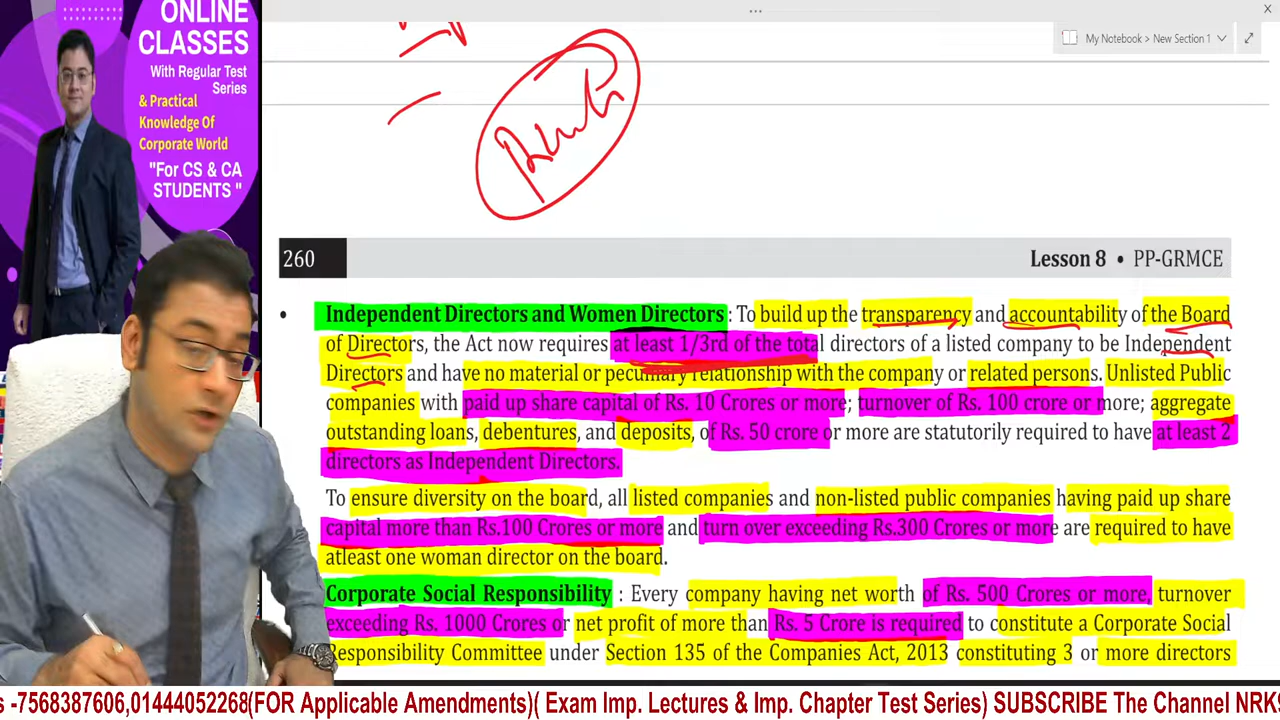 ONLINE
CLASSES
With Regular Test
Series
& Practical
Knowledge Of
Corporate World
"For CS & CA
STUDENTS "
My Notebook > New Section 1
260
Lesson 8 • PP-GRMCE
• Independent Directors and Women Directors : To build up the transparency and accountability of the Board
of Directors, the Act now requires at least 1/3rd of the total directors of a listed company to be Independent
Directors and have no material or pecuniary relationship with the company or related persons. Unlisted Public
companies with paid up share capital of Rs. 10 Crores or more; turnover of Rs. 100 crore or more; aggregate
outstanding loans, debentures, and deposits, of Rs. 50 crore or more are statutorily required to have at least 2
directors as Independent Directors.
To ensure diversity on the board, all listed companies and non-listed public companies having paid up share
capital more than Rs.100 Crores or more and turn over exceeding Rs.300 Crores or more are required to have
atleast one woman director on the board.
Corporate Social Responsibility : Every company having net worth of Rs. 500 Crores or more, turnover
exceeding Rs. 1000 Crores or net profit of more than Rs. 5 Crore is required to constitute a Corporate Social
Responsibility Committee under Section 135 of the Companies Act, 2013 constituting 3 or more directors
s -7568387606,01444052268(FOR Applicable Amendments)( Exam Imp. Lectures & Imp. Chapter Test Series) SUBSCRIBE The Channel NRKS